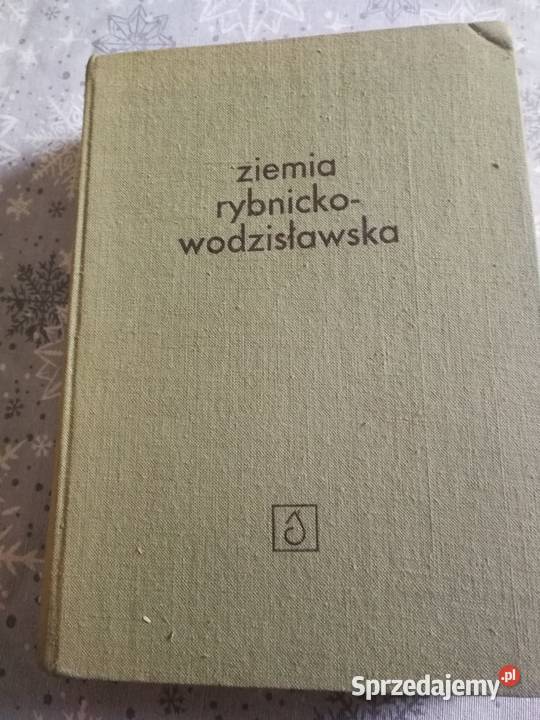 ziemia
rybnicko-
wodzisławska
Sprzedajemy.pl